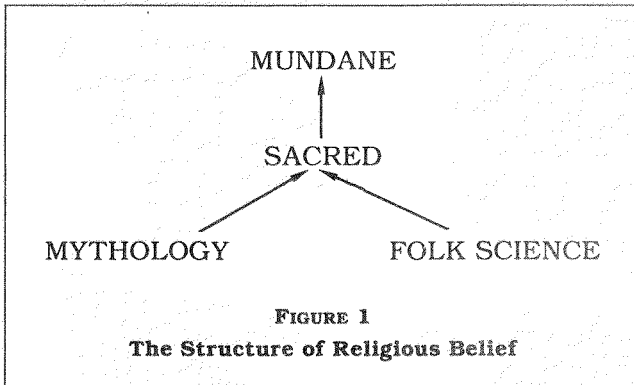 MUNDANE
SACRED
MYTHOLOGY FOLK SCIENCE
FIGURE 1
The Structure of Religious Belief